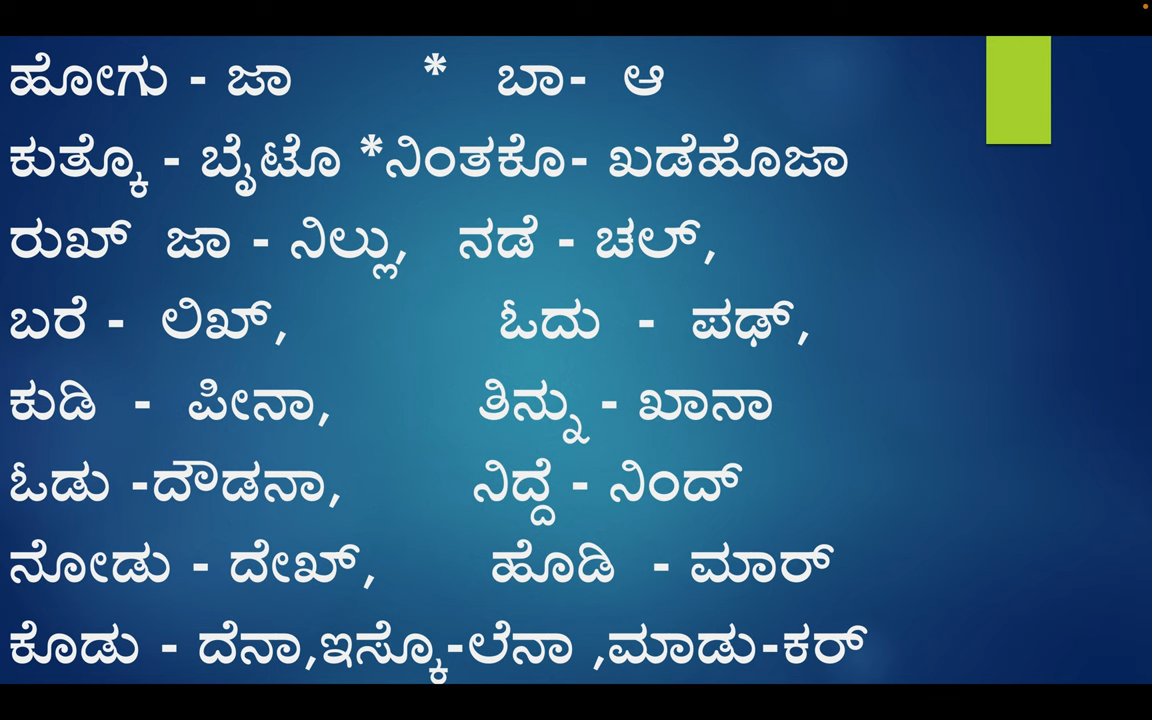 ಹೋಗು - ಜಾ * ಬಾ- ಆ
ಕುತ್ಕೊ - ಬೈಟೊ *ನಿಂತಕೊ- ಖಡೆಹೊಜಾ
ರುಖ್ ಜಾ - ನಿಲ್ಲು, ನಡೆ - ಚಲ್,
ಬರೆ - ಲಿಖ್, ಓದು - ಪಢ್,
ಕುಡಿ - ಪೀನಾ, ತಿನ್ನು - ಖಾನಾ
ಓಡು -ದೌಡನಾ, ನಿದ್ದೆ - ನಿಂದ್
ನೋಡು - ದೇಖ್, ಹೊಡಿ - ಮಾರ್
ಕೊಡು - ದೆನಾ,ಇಸ್ಕೊ-ಲೆನಾ ,ಮಾಡು-ಕರ್